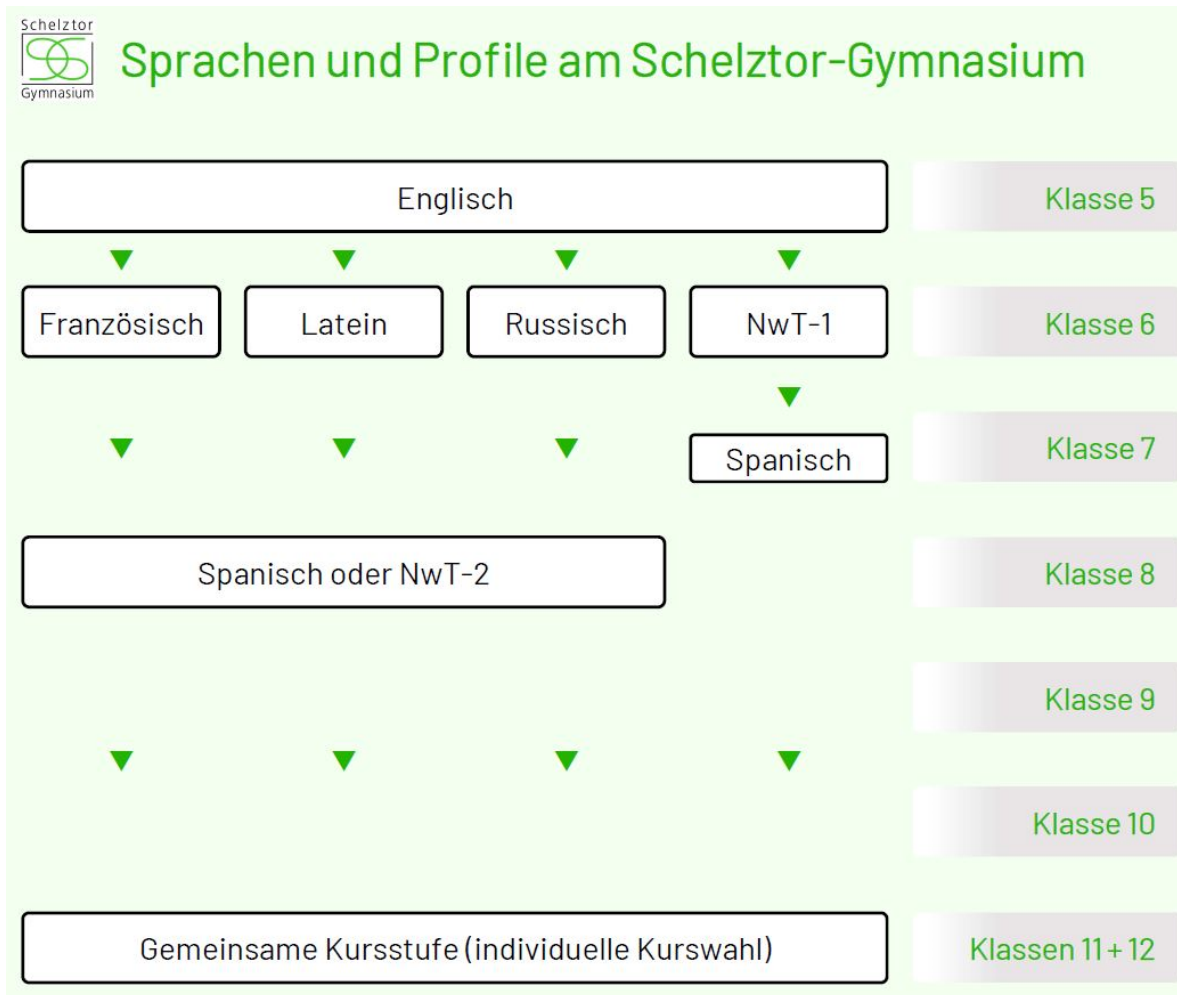 Schelztor
Gymnasium
Sprachen und Profile am Schelztor-Gymnasium
Englisch
Klasse 5
Französisch
Latein
Russisch
NwT-1
Klasse 6
Spanisch
Klasse 7
Spanisch oder NwT-2
Klasse 8
Klasse 9
Klasse 10
Gemeinsame Kursstufe (individuelle Kurswahl)
Klassen 11 + 12